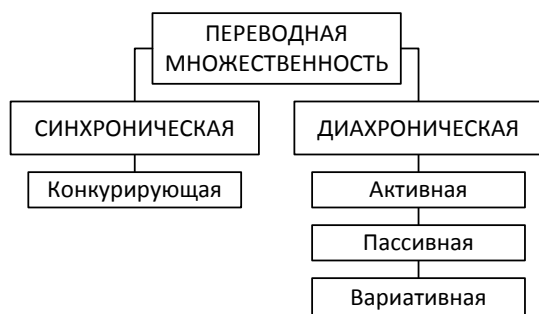 ПЕРЕВОДНАЯ
МНОЖЕСТВЕННОСТЬ
СИНХРОНИЧЕСКАЯ
ДИАХРОНИЧЕСКАЯ
Конкурирующая
Активная
Пассивная
Вариативная